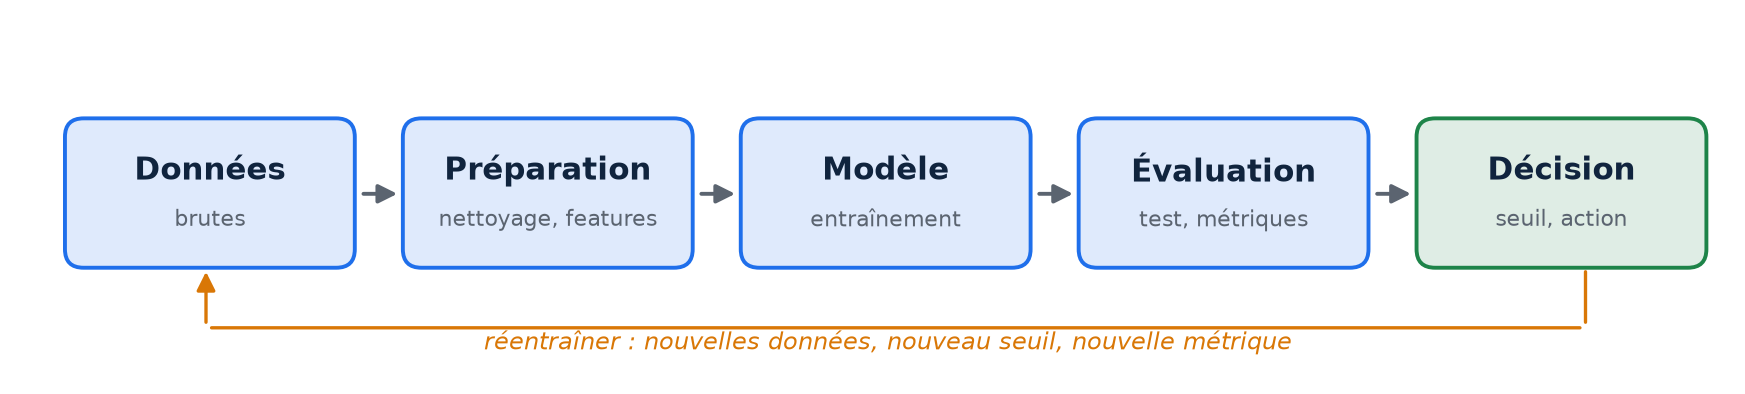 Données
brutes
Préparation
nettoyage, features
Modèle
entraînement
Évaluation
test, métriques
Décision
seuil, action
réentraîner : nouvelles données, nouveau seuil, nouvelle métrique